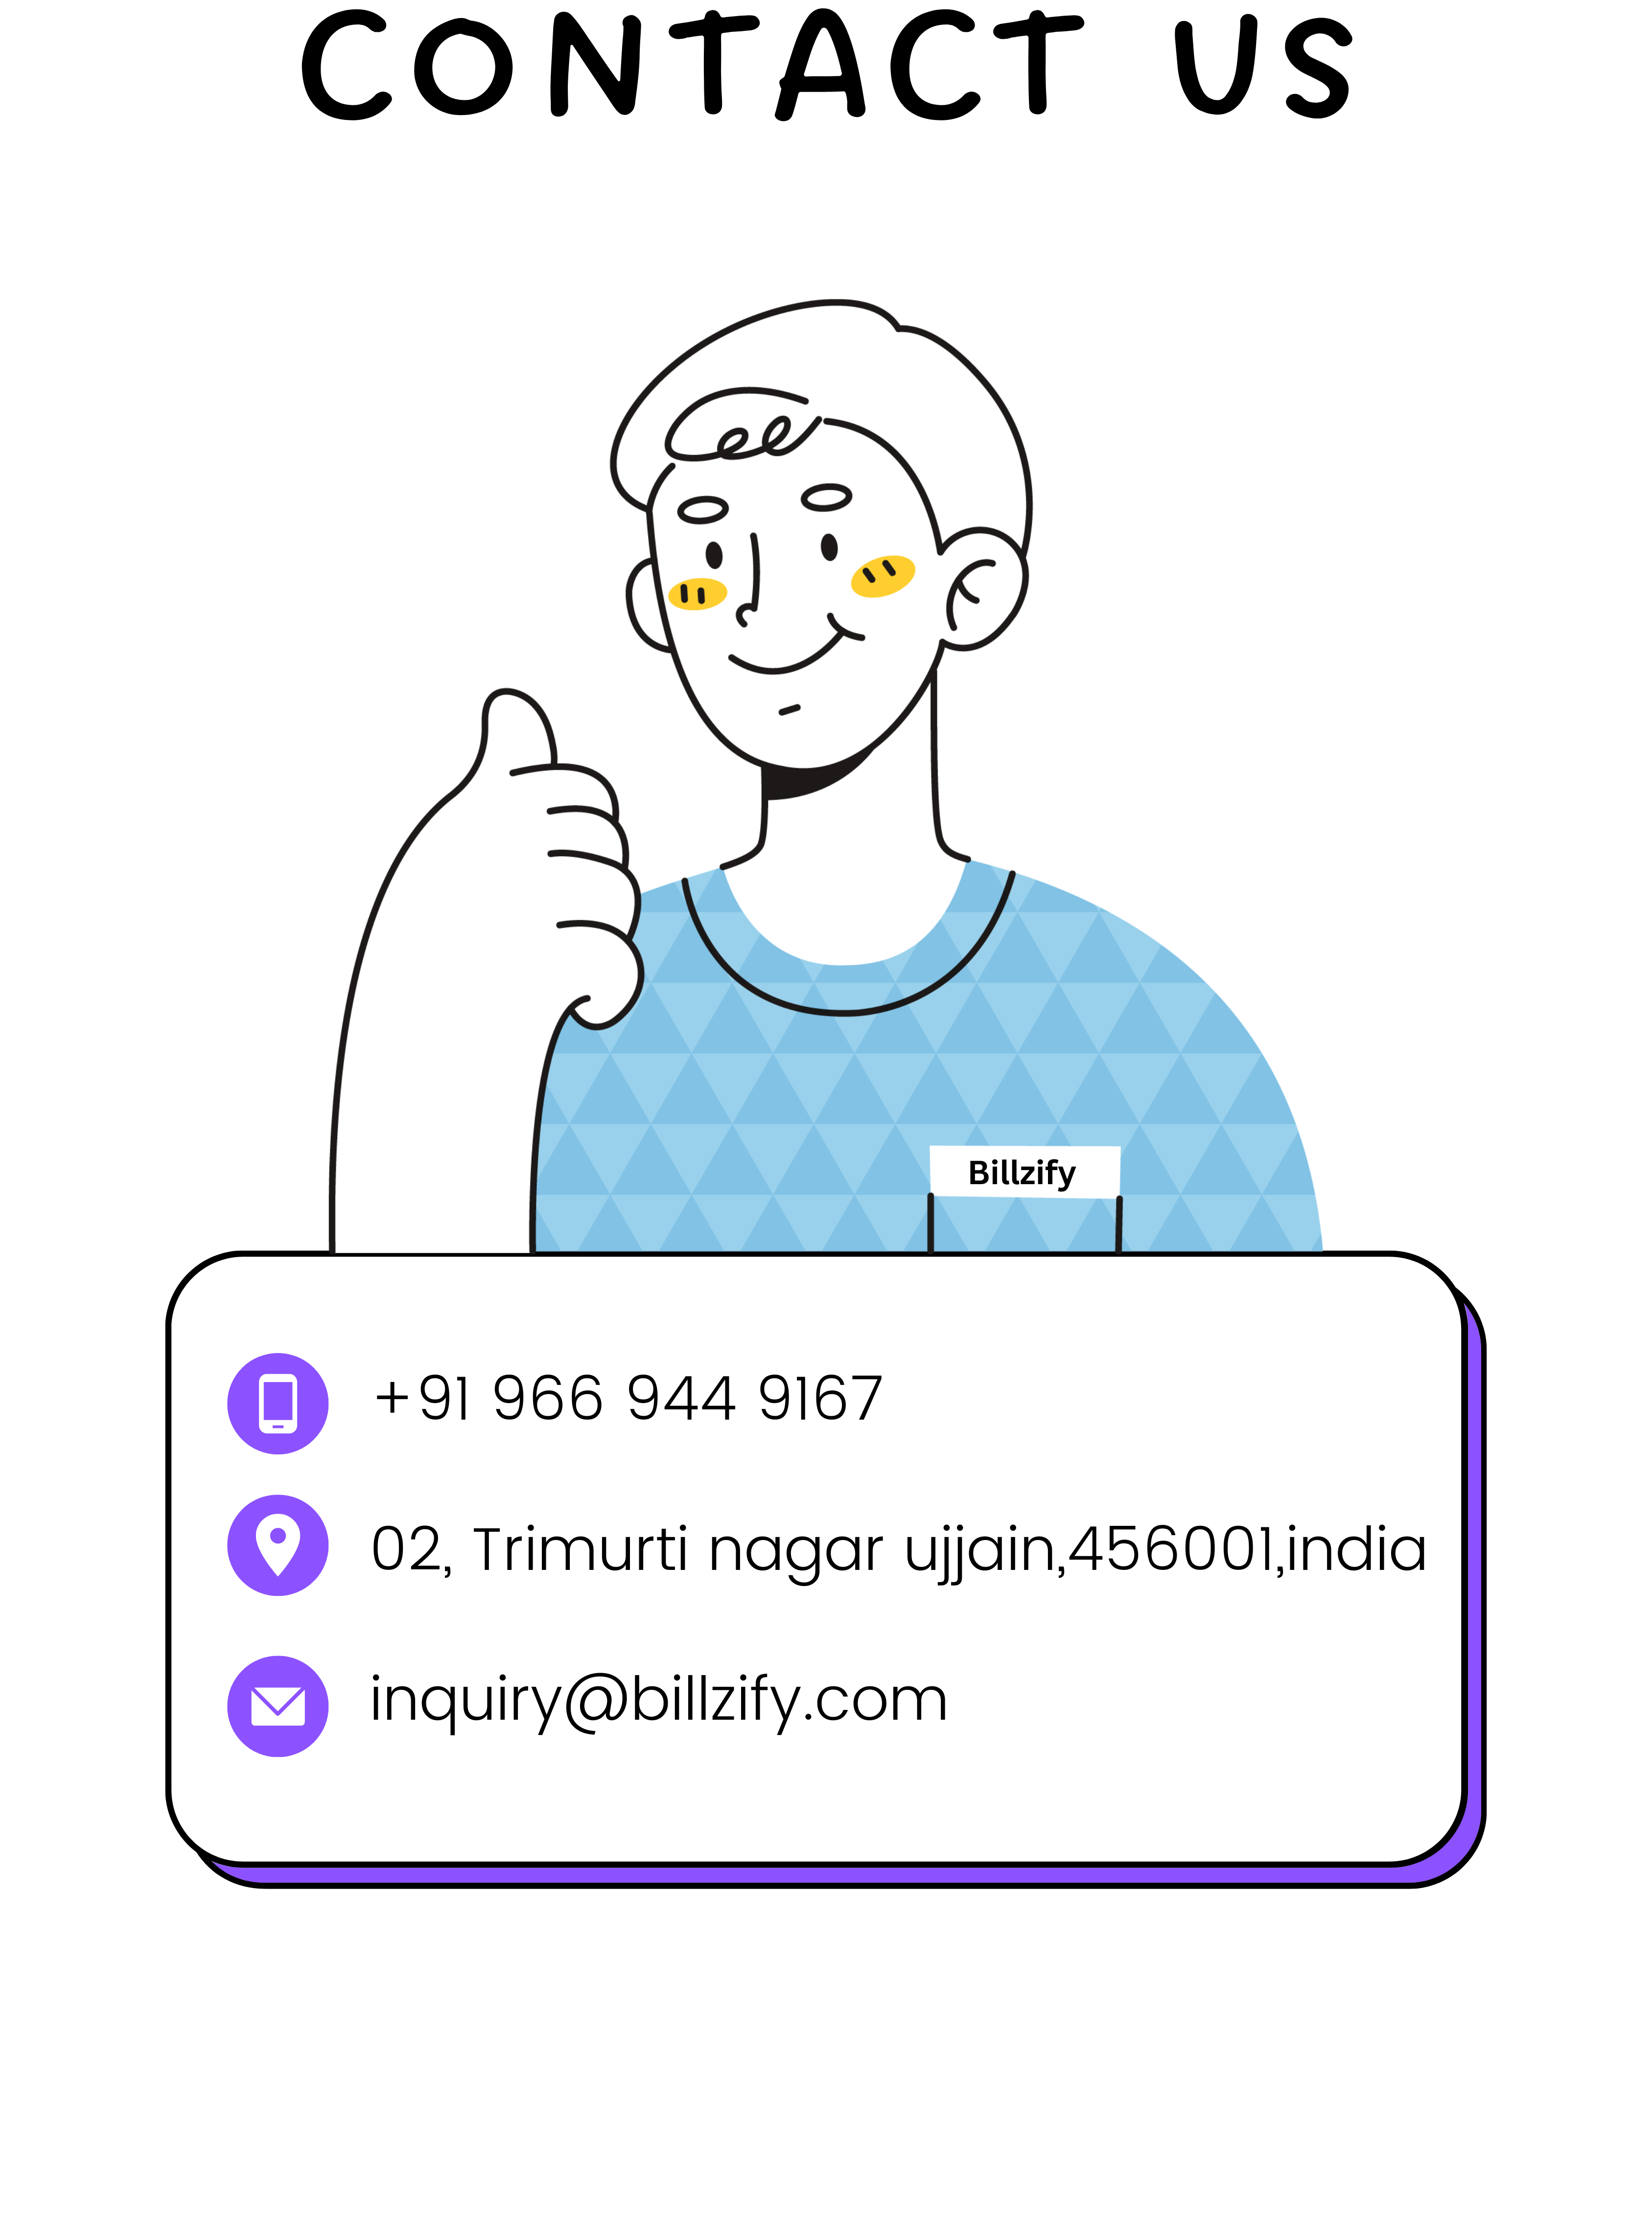 CONTACT US
Billzify
+91 966 944 9167
02, Trimurti nagar ujjain,456001,india
inquiry@billzify.com